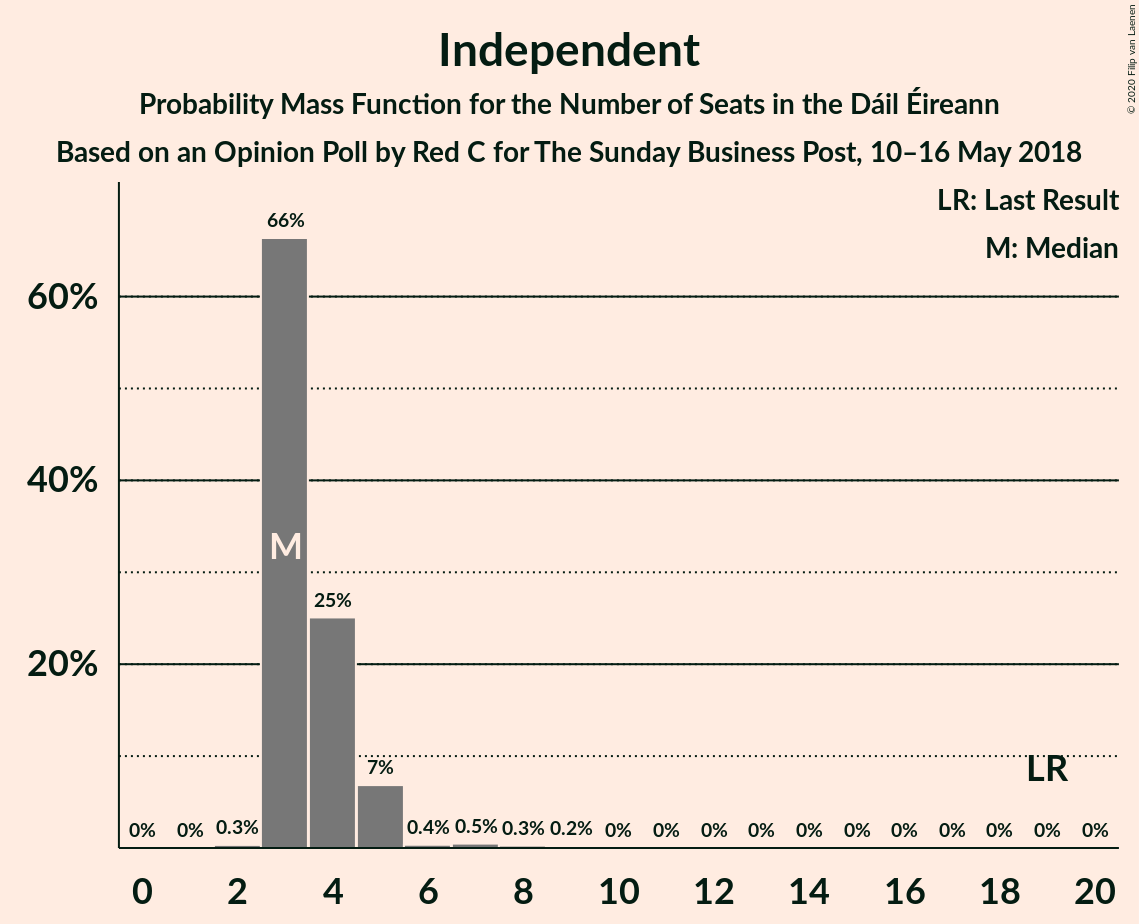 Independent
Probability Mass Function for the Number of Seats in the Dáil Éireann
Based on an Opinion Poll by Red C for The Sunday Business Post, 10–16 May 2018
© 2020 Filip van Laenen
LR: Last Result
M: Median
66%
60%
40%
M
25%
20%
7%
LR
0% 0% 0.3% 0.4% 0.5% 0.3% 0.2% 0% 0% 0% 0% 0% 0% 0% 0% 0% 0% 0%
0 2 4 6 8 10 12 14 16 18 20